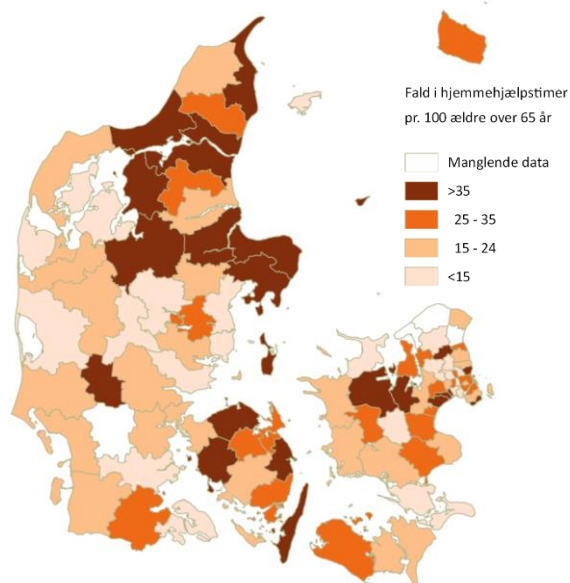 Fald i hjemmehjælpstimer
pr. 100 ældre over 65 år
Manglende data
>35
25 - 35
15 - 24
<15